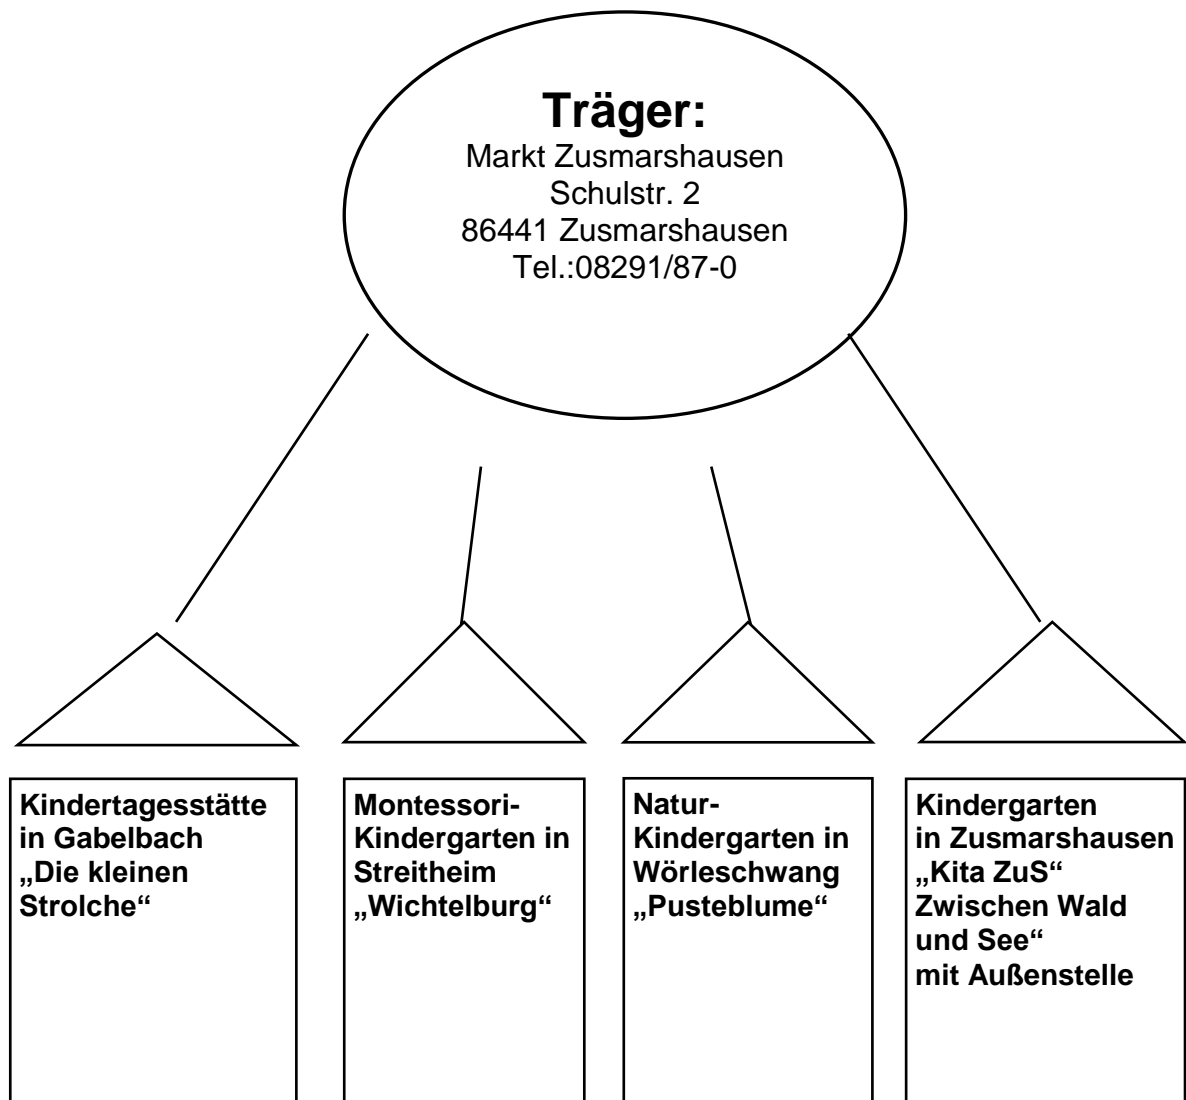 Träger:
Markt Zusmarshausen
Schulstr. 2
86441 Zusmarshausen
Tel.:08291/87-0
Kindertagesstätte
in Gabelbach
„Die kleinen
Strolche“
Montessori-
Kindergarten in
Streitheim
„Wichtelburg“
Natur-
Kindergarten in
Wörleschwang
„Pusteblume“
Kindergarten
in Zusmarshausen
„Kita ZuS“
Zwischen Wald
und See“
mit Außenstelle